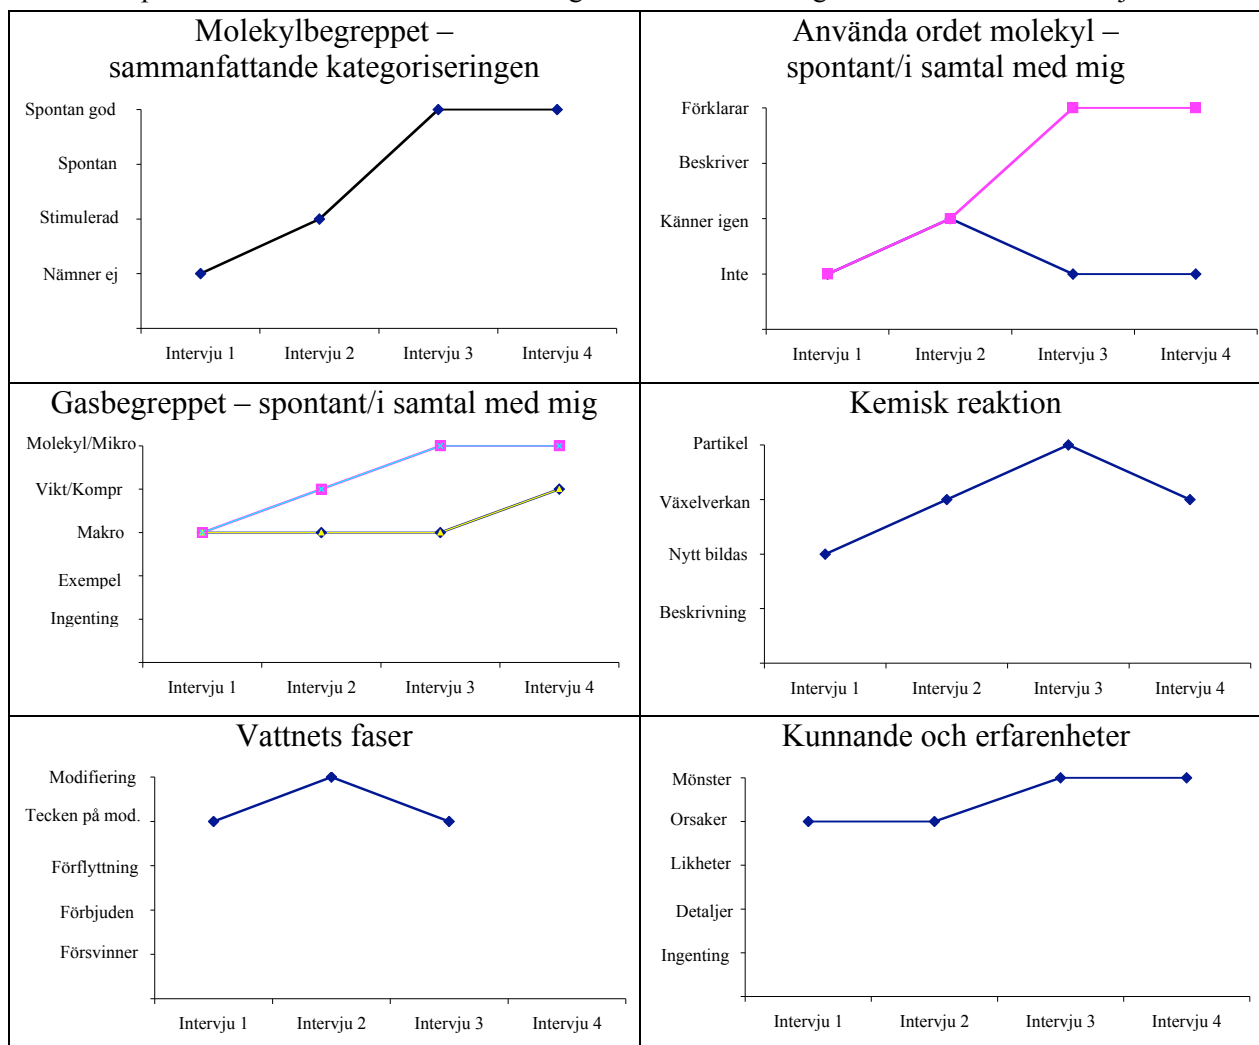 Molekylbegreppet –
sammanfattande kategoriseringen
Spontan god
Spontan
Stimulerad
Nämner ej
Intervju 1 Intervju 2 Intervju 3 Intervju 4
Använda ordet molekyl –
spontant/i samtal med mig
Förklarar
Beskriver
Känner igen
Inte
Intervju 1 Intervju 2 Intervju 3 Intervju 4
Gasbegreppet – spontant/i samtal med mig
Molekyl/Mikro
Vikt/Kompr
Makro
Exempel
Ingenting
Intervju 1 Intervju 2 Intervju 3 Intervju 4
Kemisk reaktion
Partikel
Växelverkan
Nytt bildas
Beskrivning
Intervju 1 Intervju 2 Intervju 3 Intervju 4
Vattnets faser
Modifiering
Tecken på mod.
Förflyttning
Förbjuden
Försvinner
Intervju 1 Intervju 2 Intervju 3 Intervju 4
Kunnande och erfarenheter
Mönster
Orsaker
Likheter
Detaljer
Ingenting
Intervju 1 Intervju 2 Intervju 3 Intervju 4